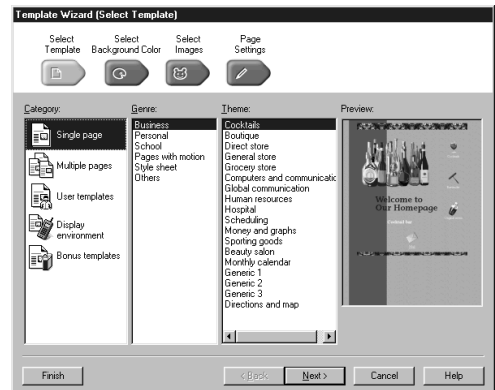 Template Wizard (Select Template)
Select Template
Select Background Color
Select Images
Page Settings
Category:
Single page
Multiple pages
User templates
Display environment
Bonus templates
Genre:
Business
Personal
School
Pages with motion
Style sheet
Others
Theme:
Cocktails
Boutique
Direct store
General store
Grocery store
Computers and communicatic
Global communication
Human resources
Hospital
Scheduling
Money and graphs
Sporting goods
Beauty salon
Monthly calendar
Generic 1
Generic 2
Generic 3
Directions and map
Preview:
Welcome to
Our Homepage
Finish
< Back
Next >
Cancel
Help